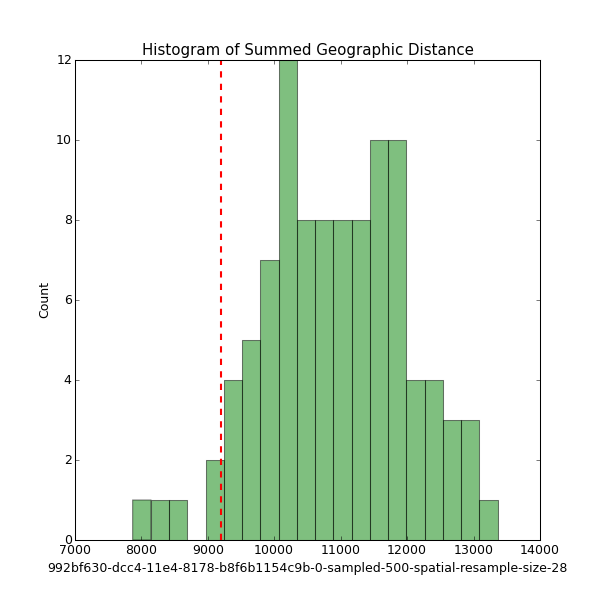 Histogram of Summed Geographic Distance
12
10
8
6
4
2
0
Count
7000 8000 9000 10000 11000 12000 13000 14000
992bf630-dcc4-11e4-8178-b8f6b1154c9b-0-sampled-500-spatial-resample-size-28